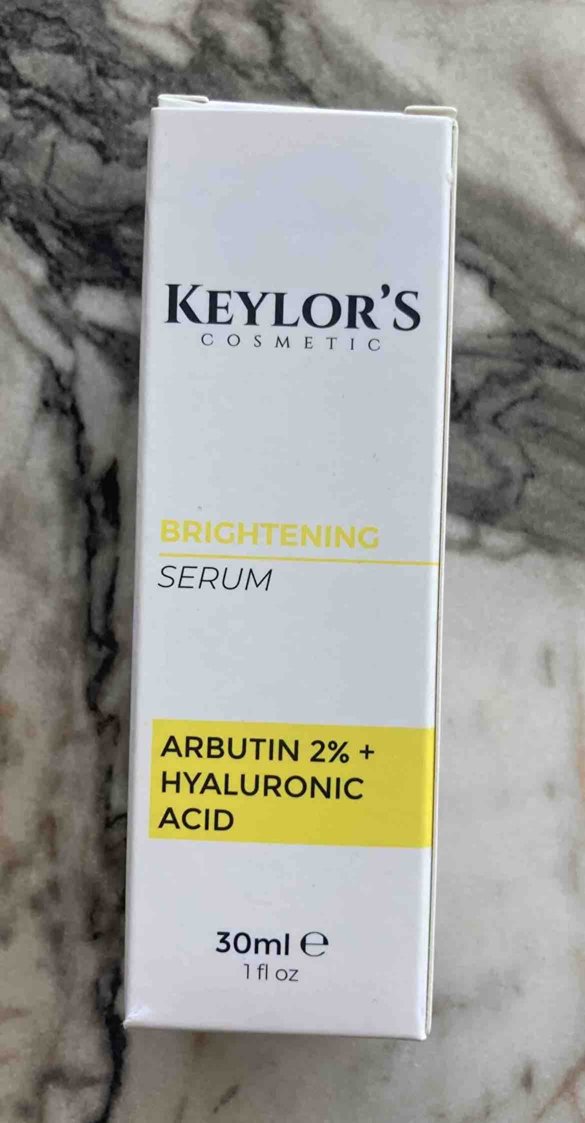 KEYLOR'S
COSMETIC
BRIGHTENING
SERUM
ARBUTIN 2% +
HYALURONIC
ACID
30ml ℮
1 fl oz